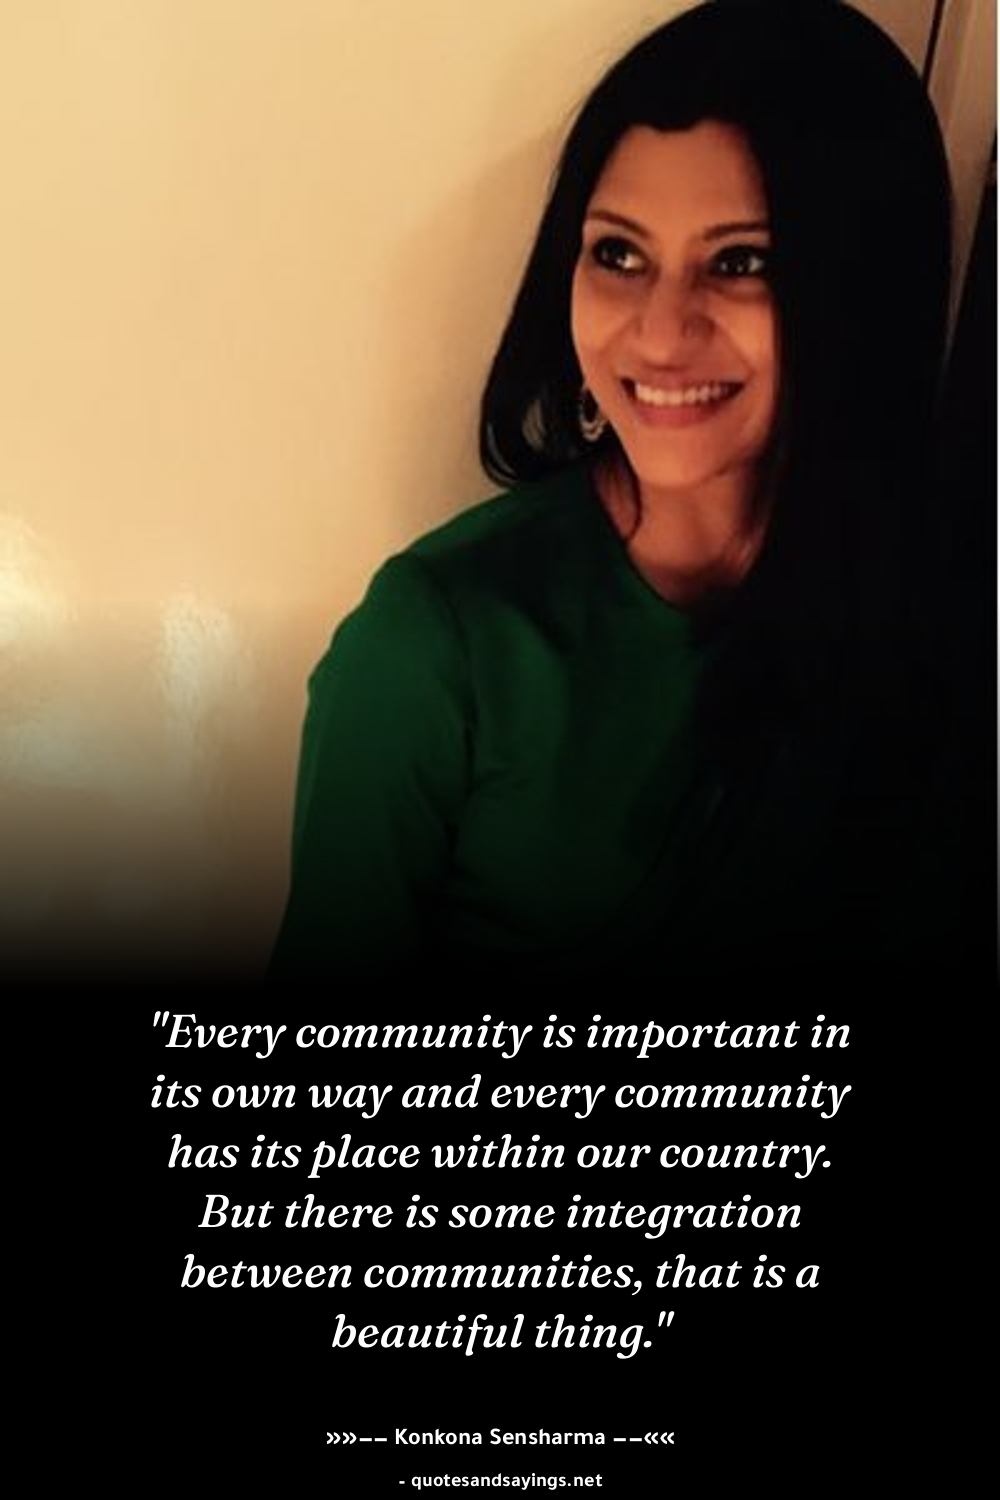 "Every community is important in
its own way and every community
has its place within our country.
But there is some integration
between communities, that is a
beautiful thing."
»»−− Konkona Sensharma −−««
- quotesandsayings.net